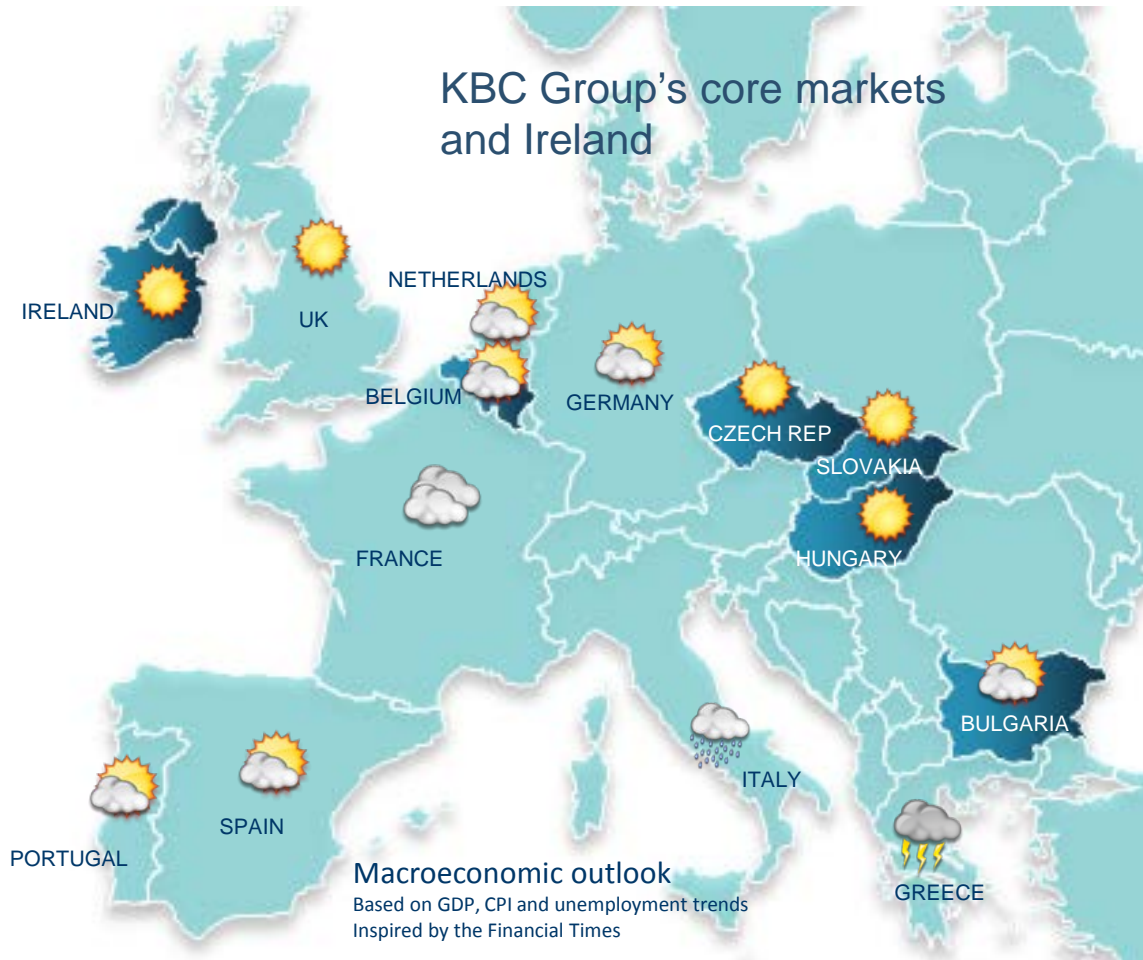 KBC Group's core markets
and Ireland
NETHERLANDS
IRELAND
UK
BELGIUM
GERMANY
CZECH REP
SLOVAKIA
FRANCE
HUNGARY
BULGARIA
ITALY
SPAIN
PORTUGAL
GREECE
Macroeconomic outlook
Based on GDP, CPI and unemployment trends
Inspired by the Financial Times